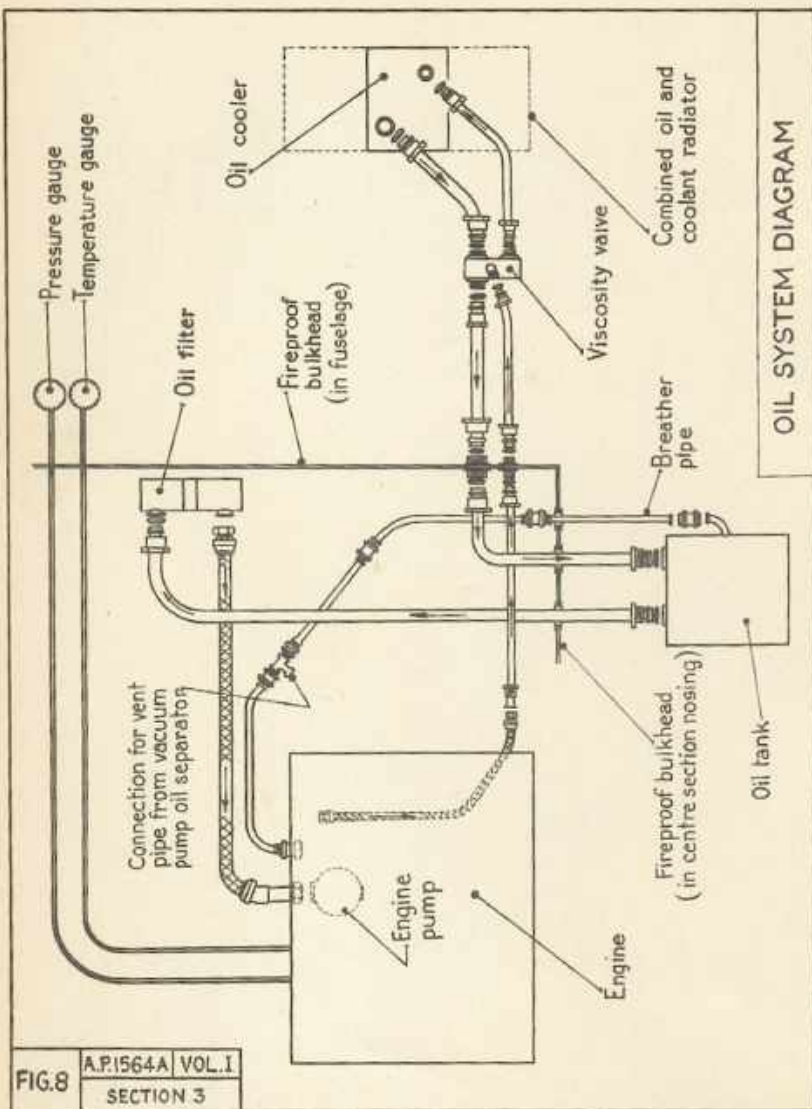 FIG.8
A.P.1564A VOL.I
SECTION 3
Pressure gauge
Temperature gauge
Oil filter
Fireproof
bulkhead
(in fuselage)
Oil cooler
Connection for vent
pipe from vacuum
pump oil separator
Engine
pump
Engine
Viscosity valve
Combined oil and
coolant radiator
Breather
pipe
Fireproof bulkhead
(in centre section nosing)
Oil tank
OIL SYSTEM DIAGRAM